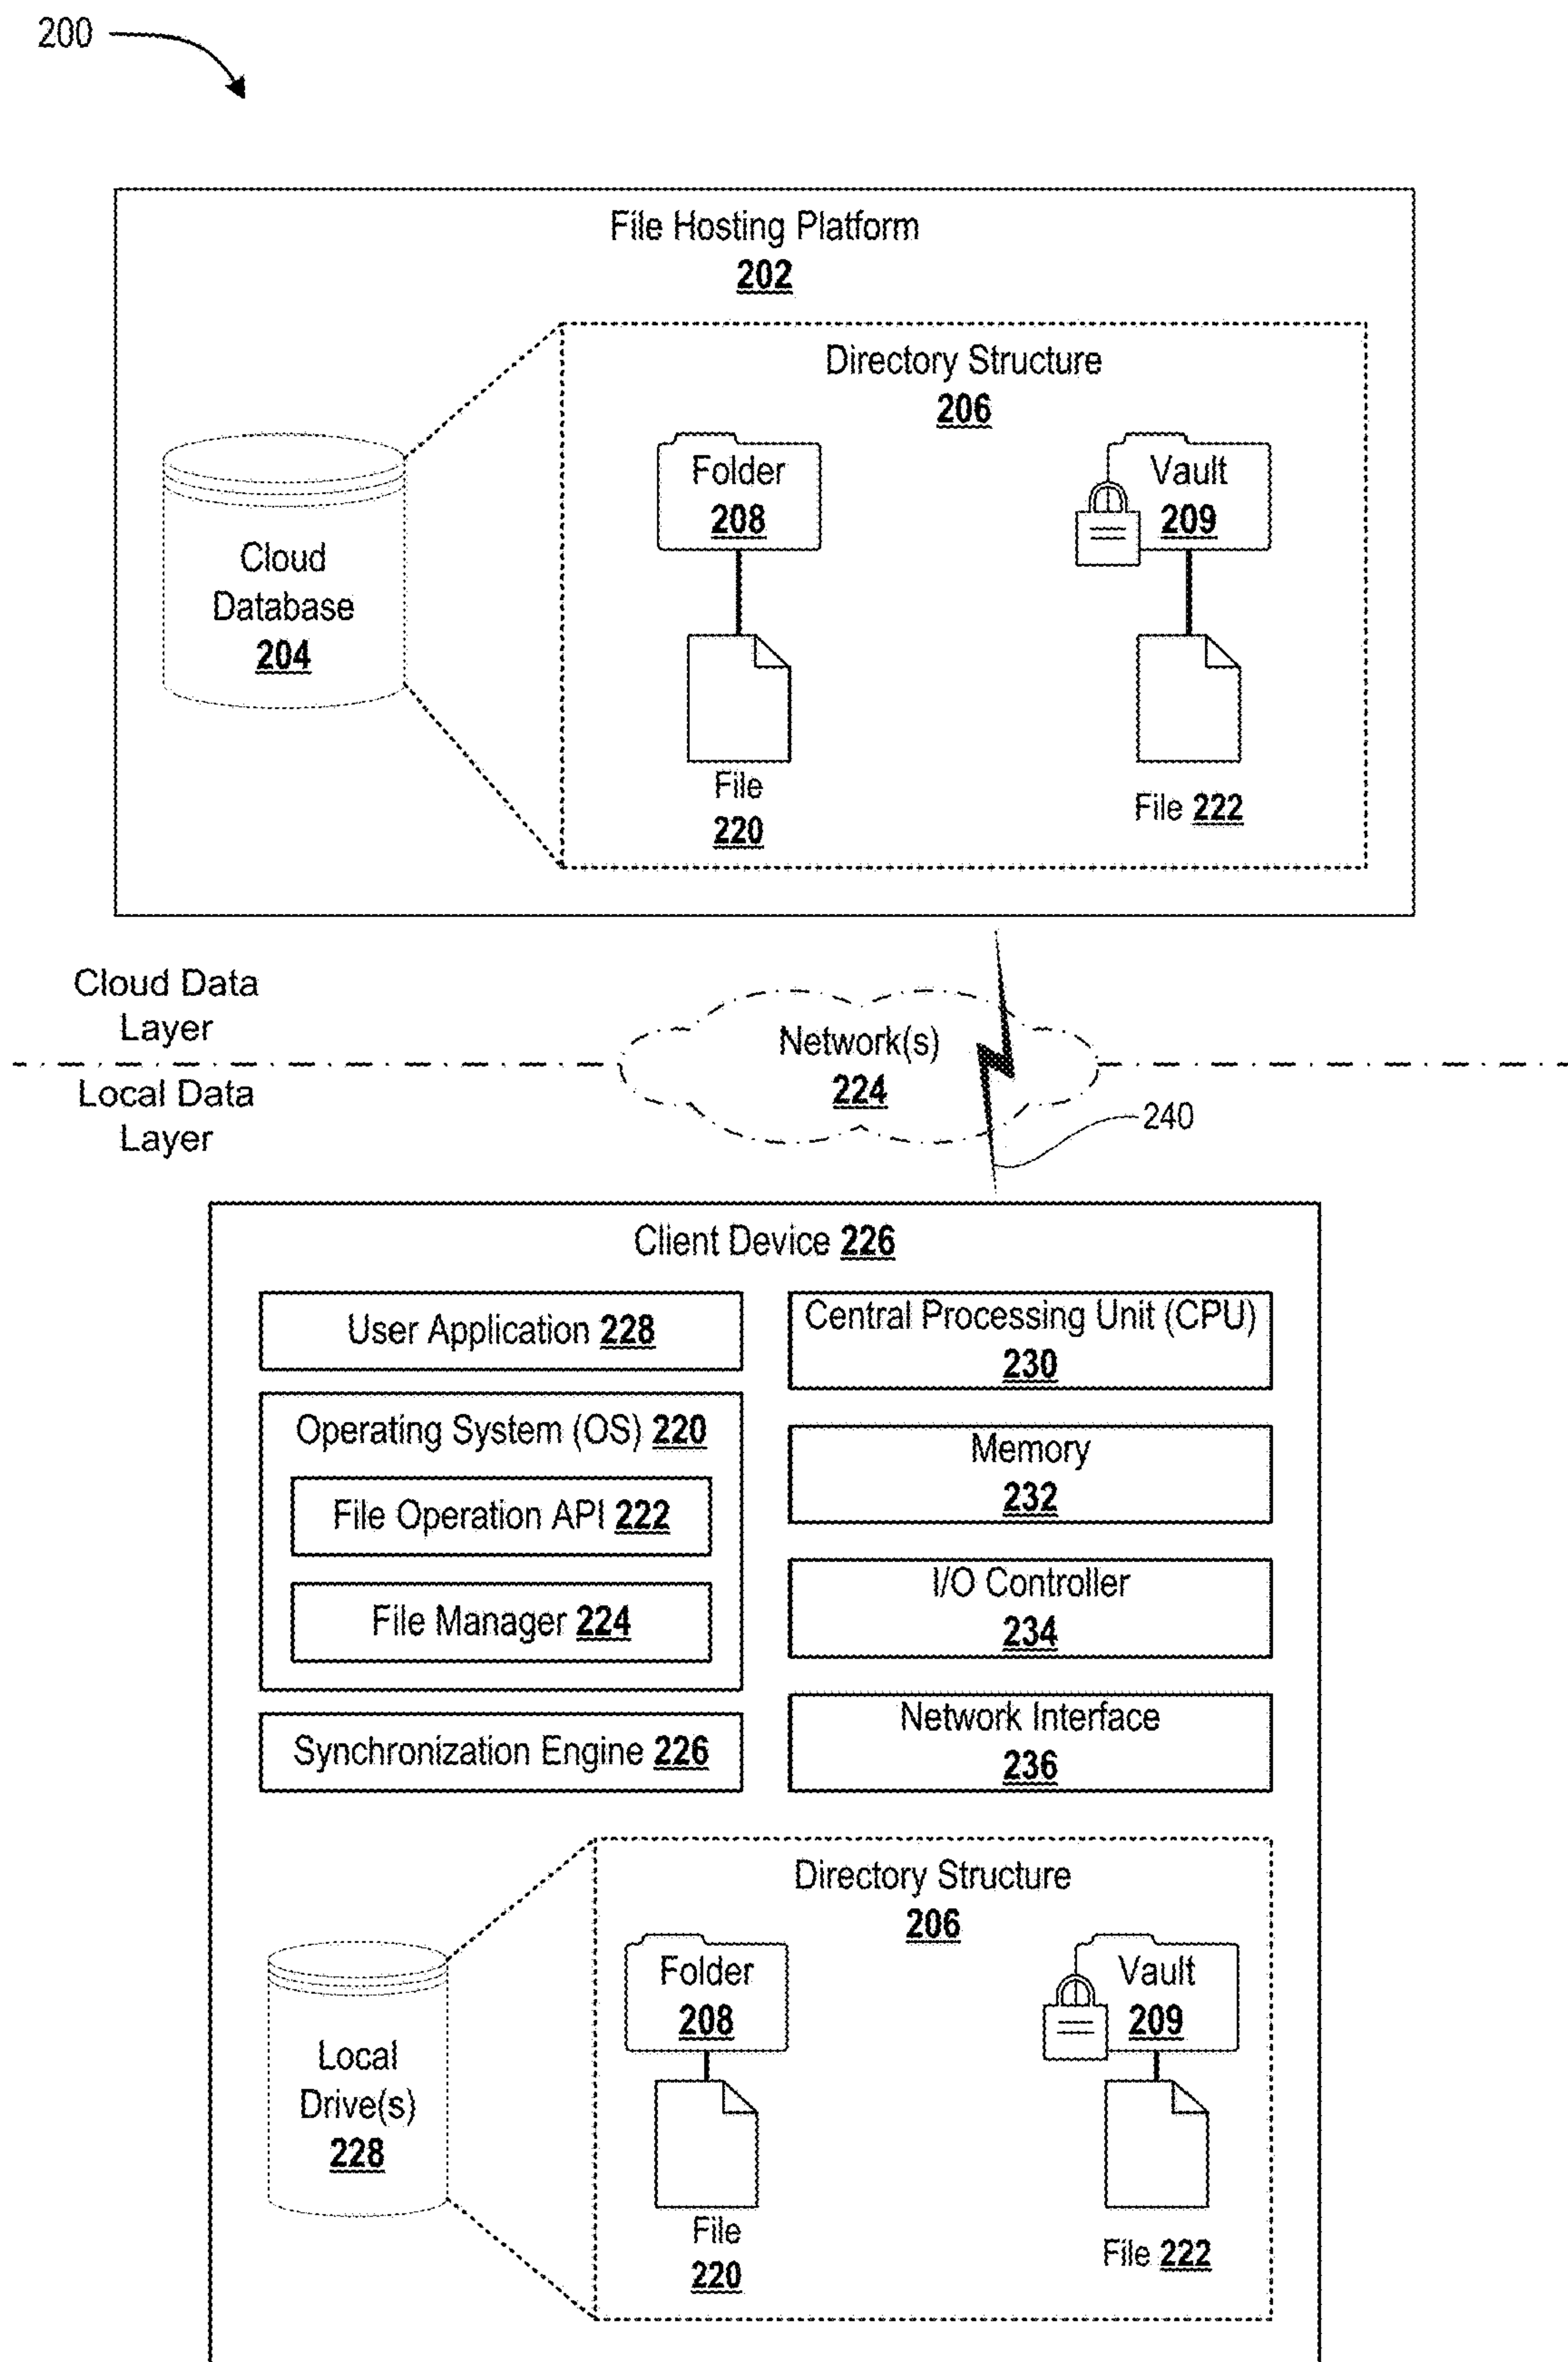 200
File Hosting Platform
202
Directory Structure
206
Folder
208
Vault
209
Cloud
Database
204
File
220
File 222
Cloud Data
Layer
Network(s)
224
Local Data
Layer
240
Client Device 226
User Application 228
Operating System (OS) 220
File Operation API 222
File Manager 224
Synchronization Engine 226
Central Processing Unit (CPU)
230
Memory
232
I/O Controller
234
Network Interface
236
Directory Structure
206
Folder
208
Vault
209
Local
Drive(s)
228
File
220
File 222